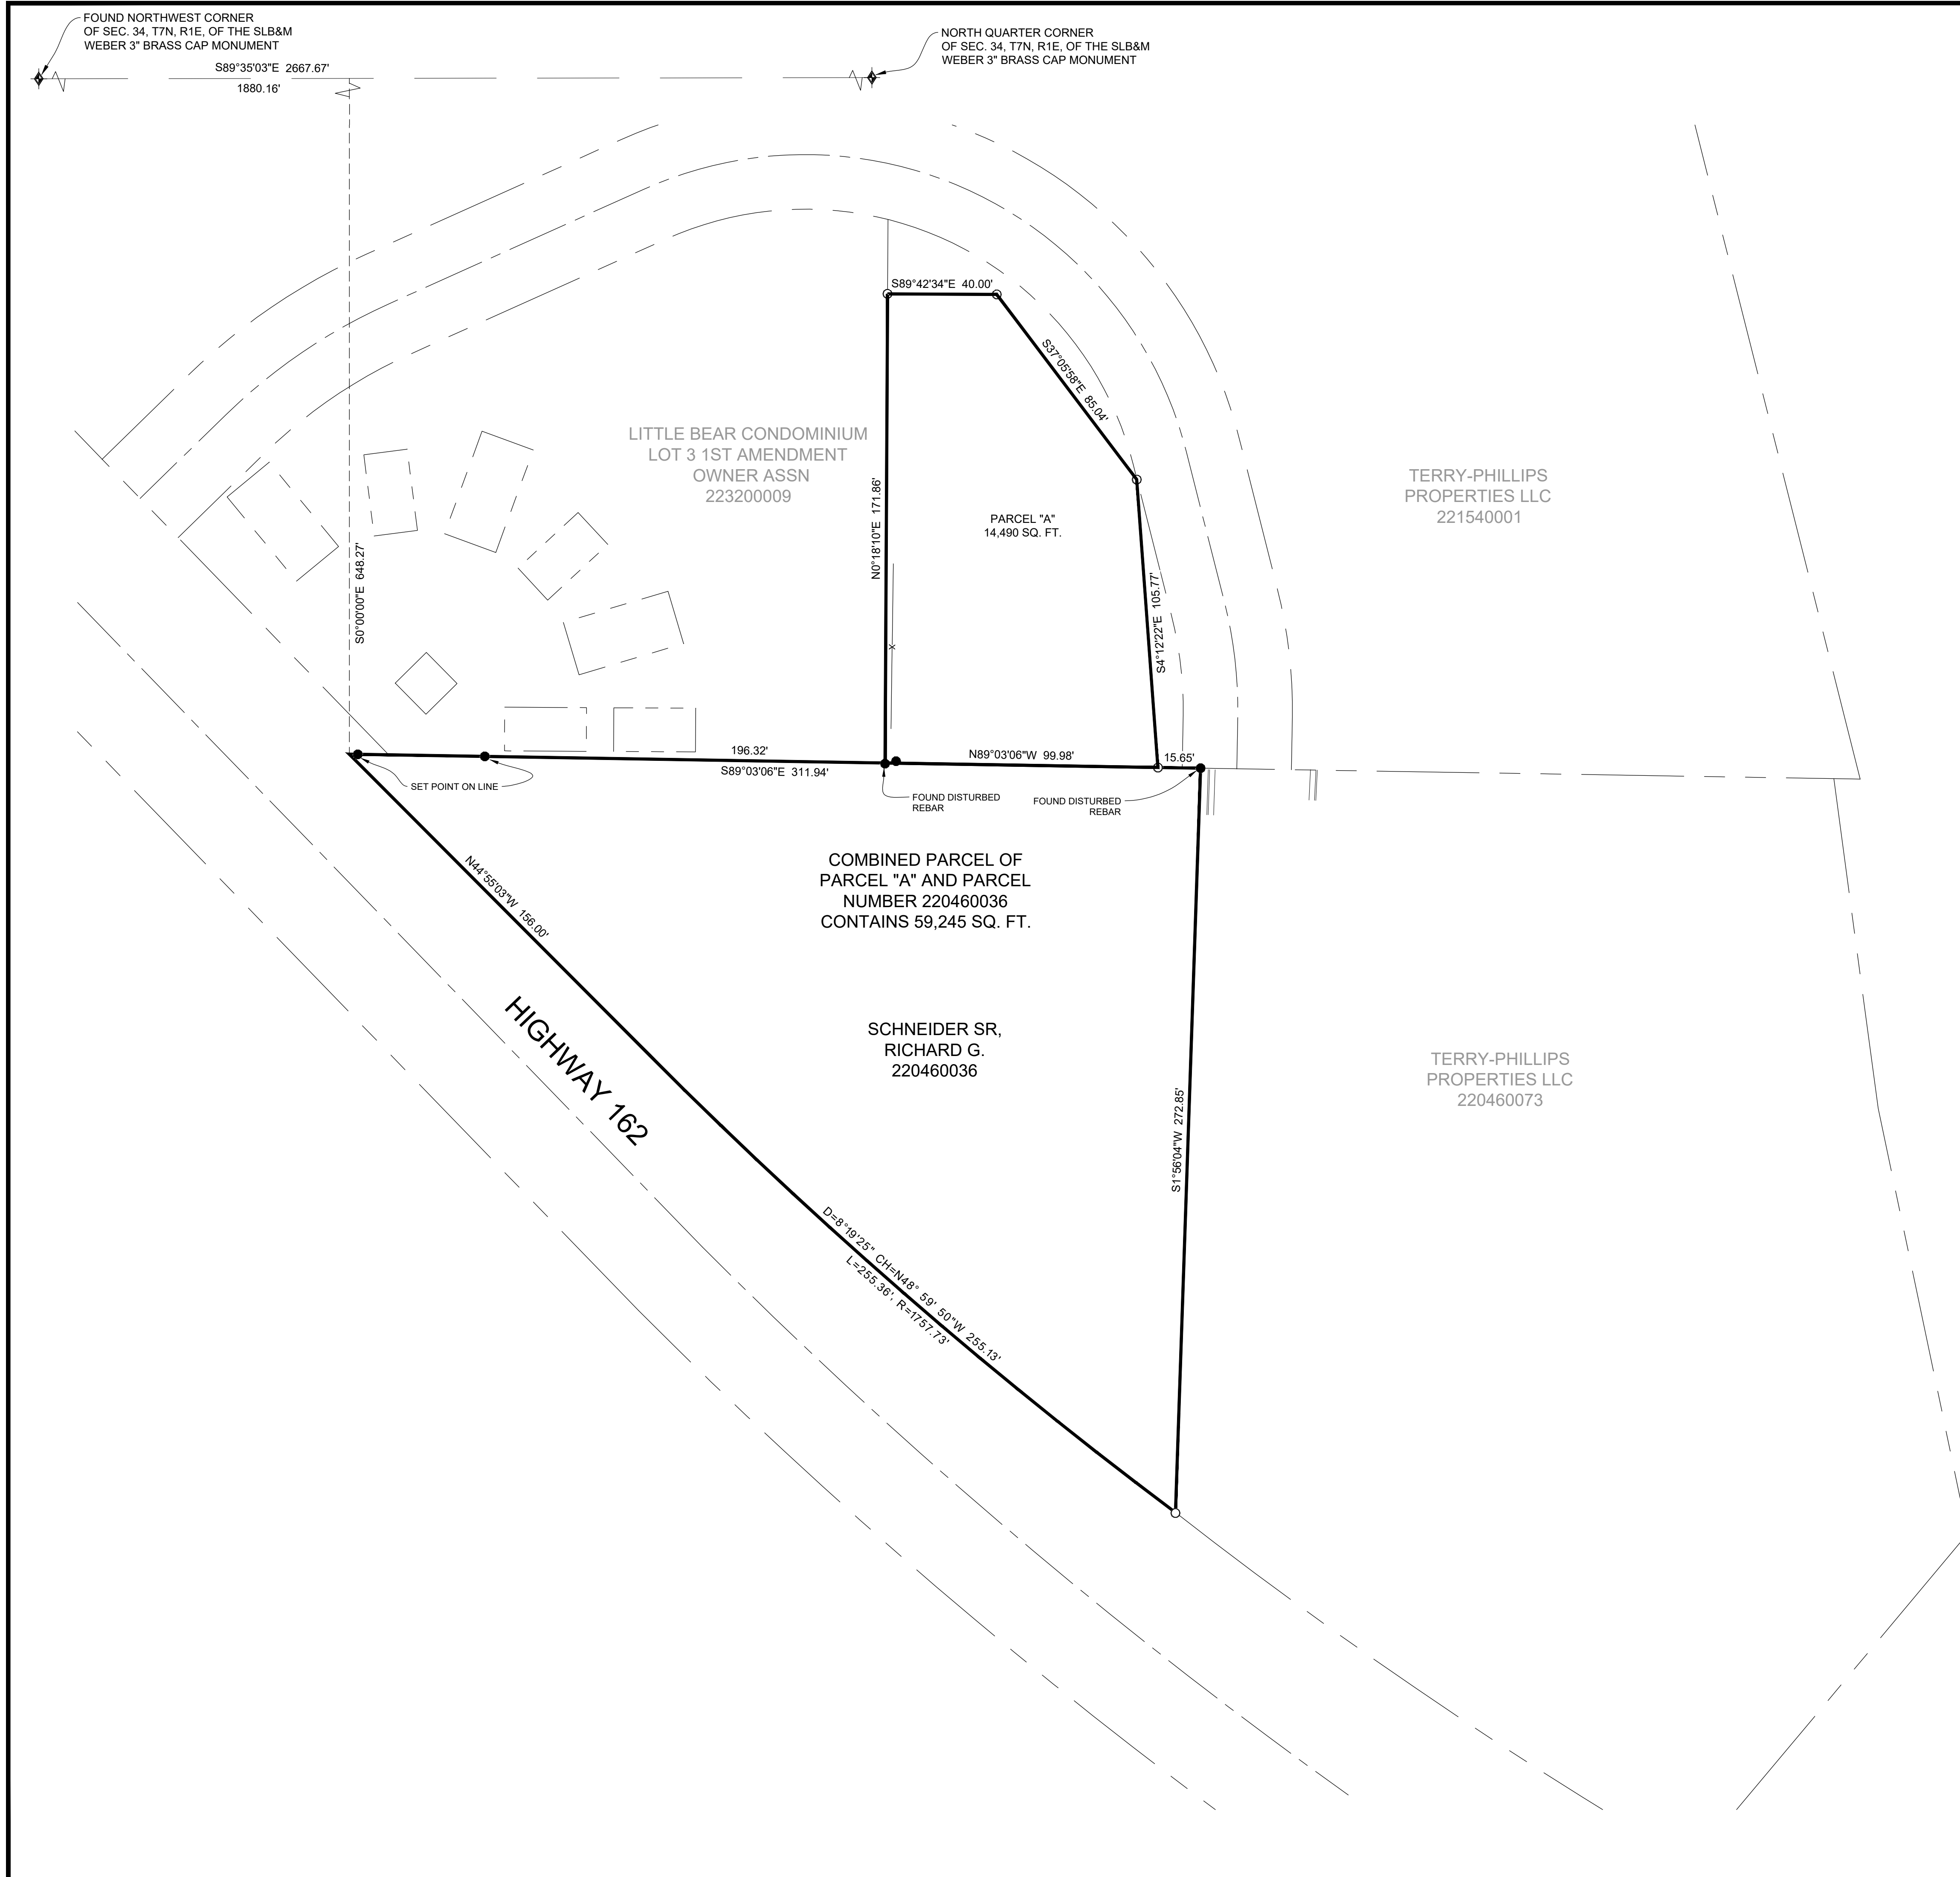 FOUND NORTHWEST CORNER
OF SEC. 34, T7N, R1E, OF THE SLB&M
WEBER 3" BRASS CAP MONUMENT
NORTH QUARTER CORNER
OF SEC. 34, T7N, R1E, OF THE SLB&M
WEBER 3" BRASS CAP MONUMENT
S89°35'03"E 2667.67'
1880.16'
S89°42'34"E 40.00'
S37°05'58"E 85.04'
LITTLE BEAR CONDOMINIUM
LOT 3 1ST AMENDMENT
OWNER ASSN
223200009
N0°18'10"E 171.86'
PARCEL "A"
14,490 SQ. FT.
TERRY-PHILLIPS
PROPERTIES LLC
221540001
S0°00'00"E 648.27'
S4°12'22"E 105.77'
X
196.32'
S89°03'06"E 311.94'
N89°03'06"W 99.98'
15.65'
SET POINT ON LINE
FOUND DISTURBED
REBAR
FOUND DISTURBED
REBAR
COMBINED PARCEL OF
PARCEL "A" AND PARCEL
NUMBER 220460036
CONTAINS 59,245 SQ. FT.
N44°55'03"W 156.00'
HIGHWAY 162
SCHNEIDER SR,
RICHARD G.
220460036
TERRY-PHILLIPS
PROPERTIES LLC
220460073
S1°56'04"W 272.85'
D=8°19'25" CH=N48° 59' 50"W 255.13'
L=255.36', R=1757.73'